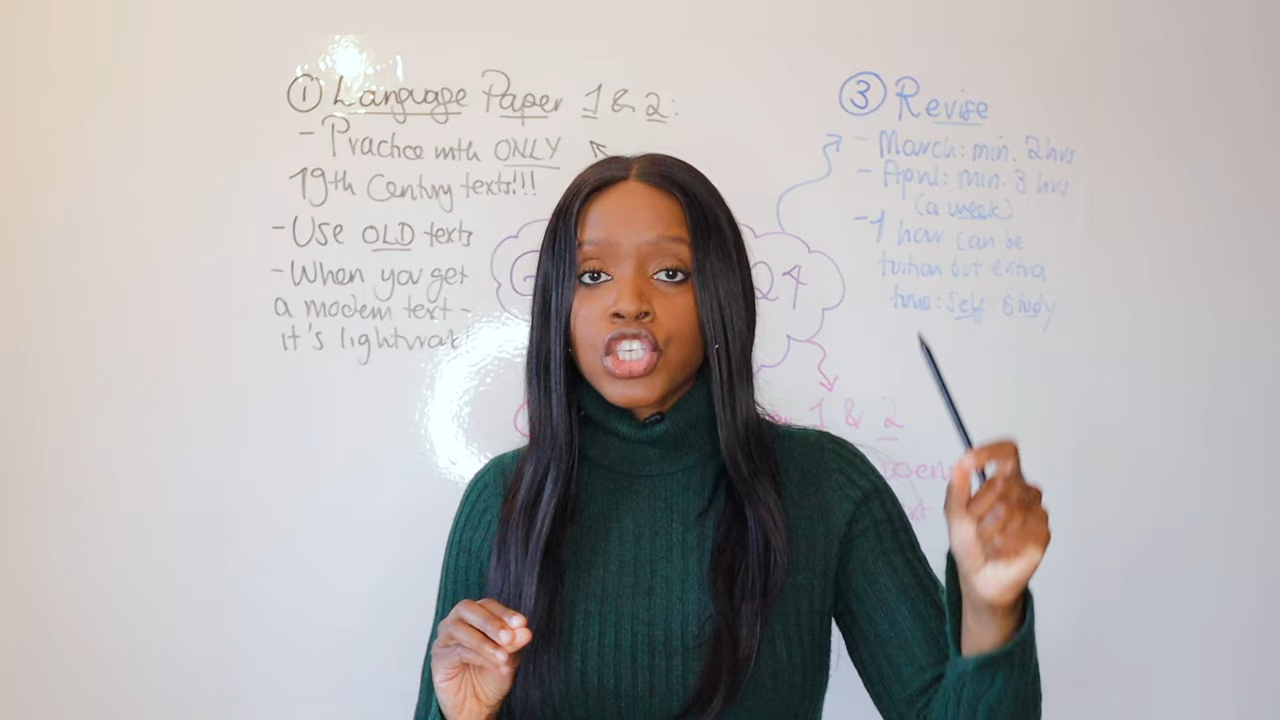 ① Language Paper 1 & 2:
- Practice with ONLY
19th Century texts!!!
- Use OLD texts
- When you get
a modern text -
it's lightwork
24
③ Revise
- March: min. 2 hrs
- April: min. 3 hrs
(a week)
- 1 hour can be
tuition but extra
time: Self Study
1 & 2